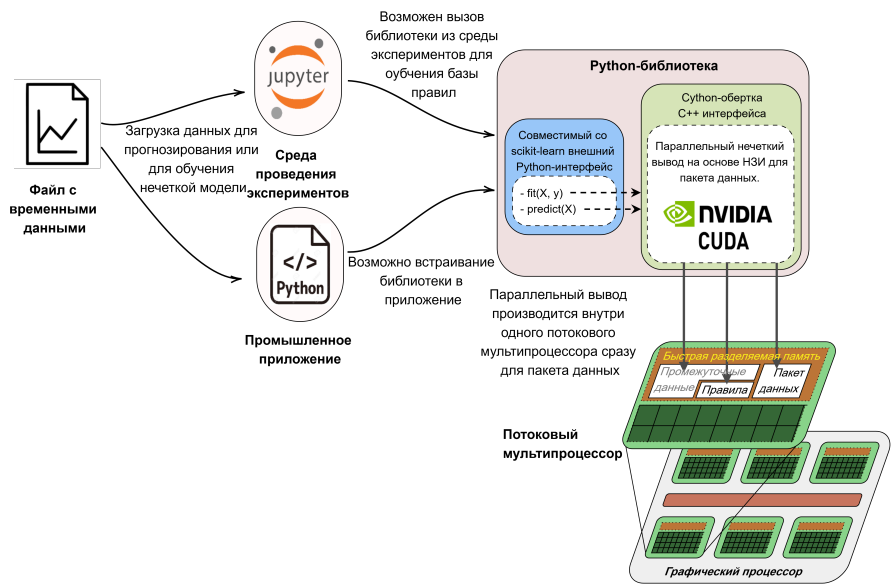 Файл с
временными
данными
Загрузка данных для
прогнозирования или
для обучения
нечеткой модели
jupyter
Среда
проведения
экспериментов
</>
Python
Промышленное
приложение
Возможен вызов
библиотеки из среды
экспериментов для
оубчения базы
правил
Возможно встраивание
библиотеки в
приложение
Python-библиотека
Совместимый со
scikit-learn внешний
Python-интерфейс
- fit(X, y)
- predict(X)
Cython-обертка
C++ интерфейса
Параллельный нечеткий
вывод на основе НЗИ для
пакета данных.
NVIDIA
CUDA
Параллельный вывод
производится внутри
одного потокового
мультипроцессора сразу
для пакета данных
Быстрая разделяемая память
Промежуточные
данные
Правила
Пакет
данных
Потоковый
мультипроцессор
Графический процессор